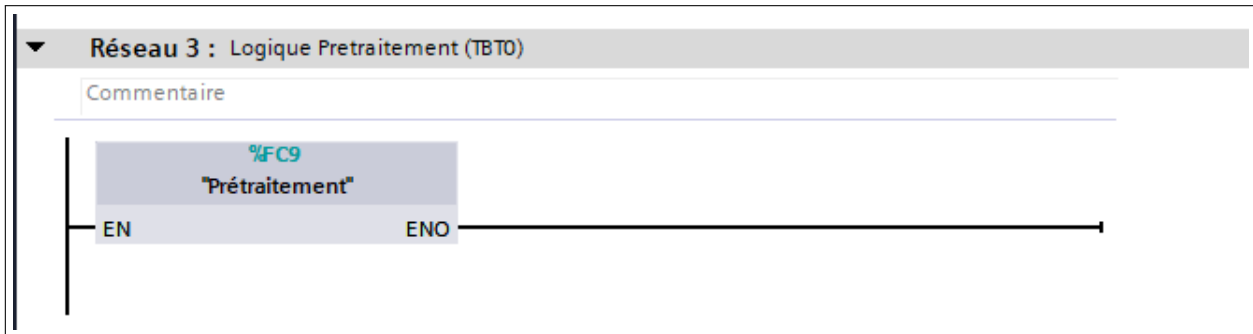 Réseau 3 : Logique Pretraitement (TBT0)
Commentaire
%FC9
"Prétraitement"
EN ENO